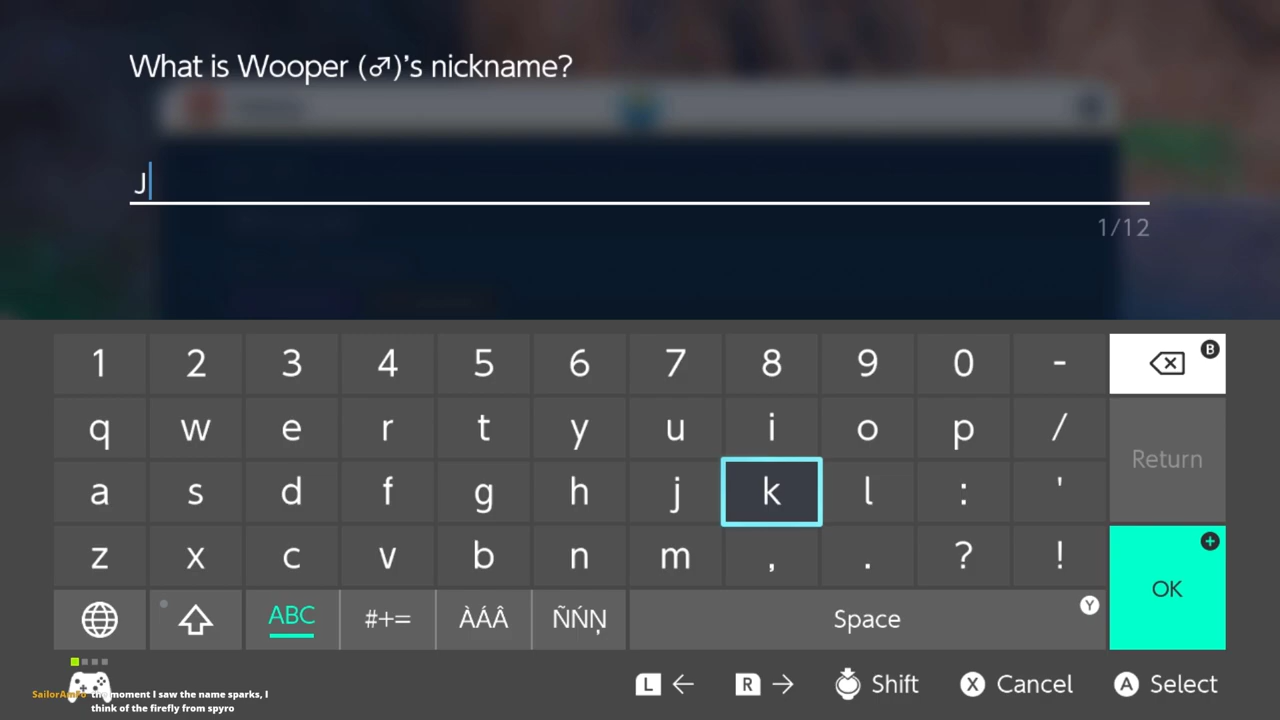 What is Wooper (♂)'s nickname?
J
1/12
1 2 3 4 5 6 7 8 9 0 - B
q w e r t y u i o p /
Return
a s d f g h j k l : '
z x c v b n m , . ? ! +
OK
ABC #+= ÀÁÂ ÑŃŅ Space Y
L ← R → Shift X Cancel A Select
the moment I saw the name sparks, I
think of the firefly from spyro